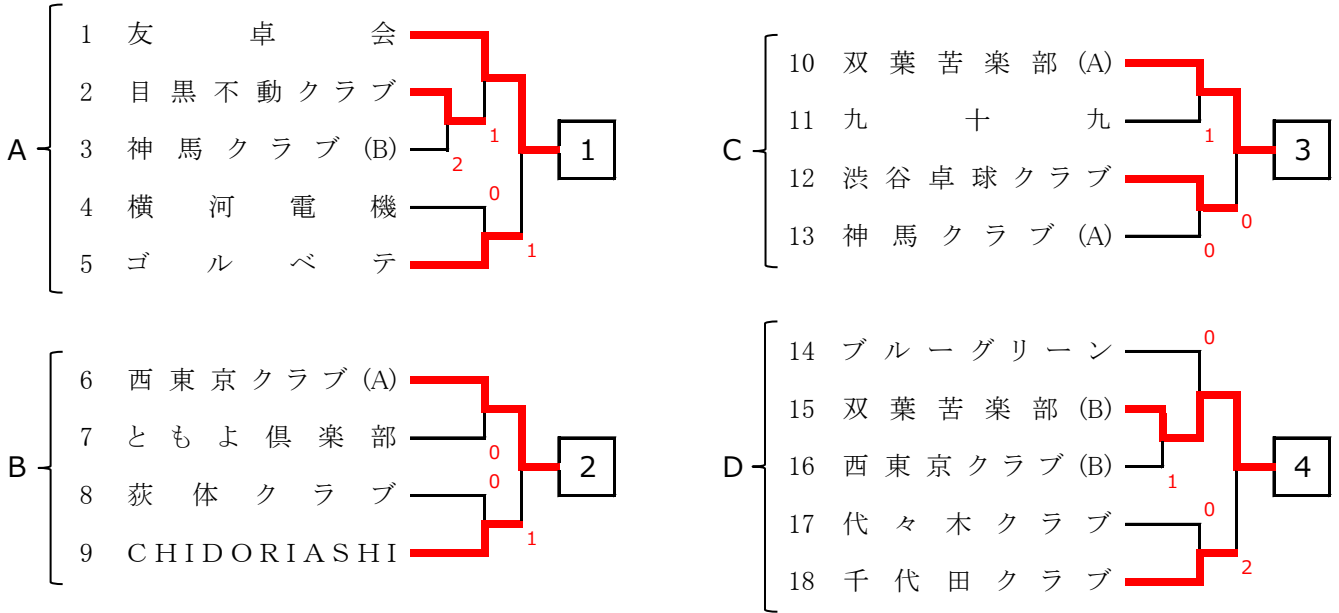 A
1 友卓会
2 目黒不動クラブ
3 神馬クラブ(B)
4 横河電機
5 ゴルベテ
1
2
0
1
1
B
6 西東京クラブ(A)
7 ともよ倶楽部
8 荻体クラブ
9 CHIDORIASHI
0
0
1
2
C
10 双葉苦楽部(A)
11 九十九
12 渋谷卓球クラブ
13 神馬クラブ(A)
1
0
0
3
D
14 ブルーグリーン
15 双葉苦楽部(B)
16 西東京クラブ(B)
17 代々木クラブ
18 千代田クラブ
0
1
0
2
4